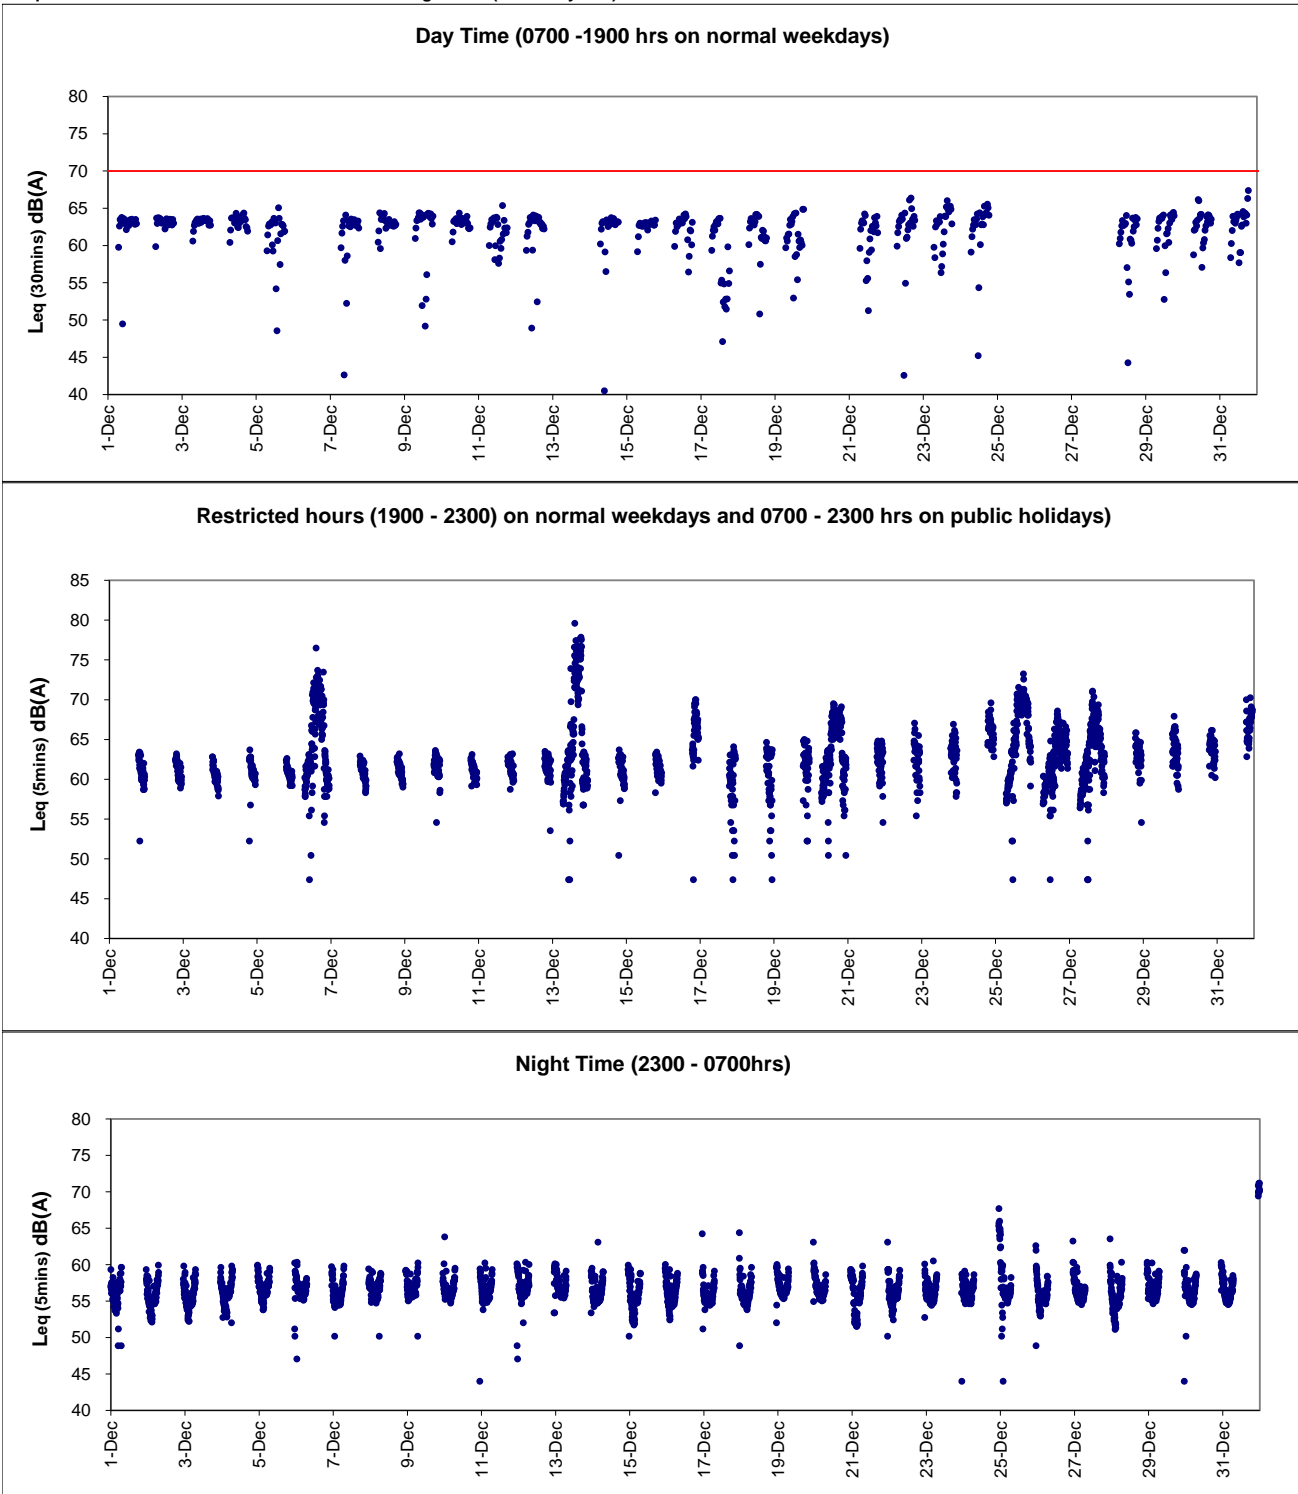 Day Time (0700 -1900 hrs on normal weekdays)
Leq (30mins) dB(A)
80
75
70
65
60
55
50
45
40
1-Dec
3-Dec
5-Dec
7-Dec
9-Dec
11-Dec
13-Dec
15-Dec
17-Dec
19-Dec
21-Dec
23-Dec
25-Dec
27-Dec
29-Dec
31-Dec
Restricted hours (1900 - 2300) on normal weekdays and 0700 - 2300 hrs on public holidays)
Leq (5mins) dB(A)
85
80
75
70
65
60
55
50
45
40
1-Dec
3-Dec
5-Dec
7-Dec
9-Dec
11-Dec
13-Dec
15-Dec
17-Dec
19-Dec
21-Dec
23-Dec
25-Dec
27-Dec
29-Dec
31-Dec
Night Time (2300 - 0700hrs)
Leq (5mins) dB(A)
80
75
70
65
60
55
50
45
40
1-Dec
3-Dec
5-Dec
7-Dec
9-Dec
11-Dec
13-Dec
15-Dec
17-Dec
19-Dec
21-Dec
23-Dec
25-Dec
27-Dec
29-Dec
31-Dec